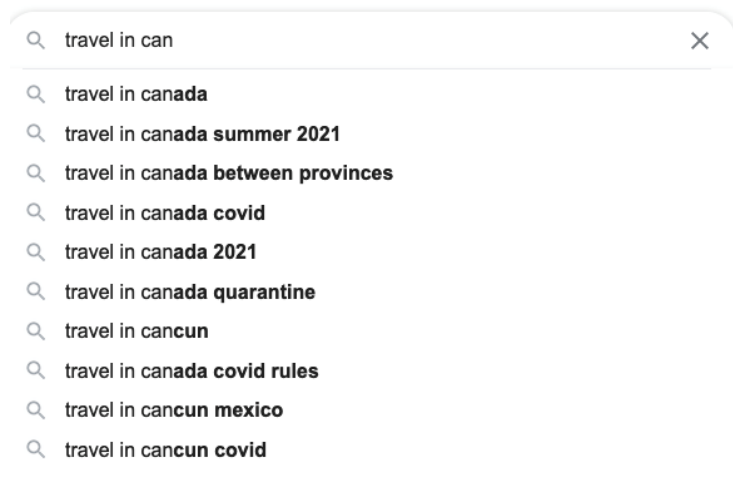 travel in can
travel in canada
travel in canada summer 2021
travel in canada between provinces
travel in canada covid
travel in canada 2021
travel in canada quarantine
travel in cancun
travel in canada covid rules
travel in cancun mexico
travel in cancun covid